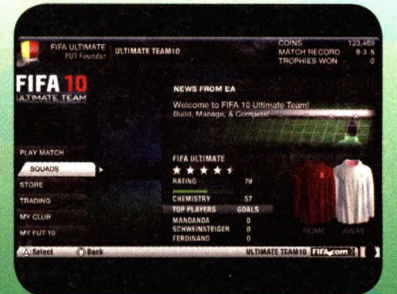 FIFA ULTIMATE
FUT Founder
ULTIMATE TEAM10
COINS 123,469
MATCH RECORD 8-3-5
TROPHIES WON 0
FIFA 10
ULTIMATE TEAM
NEWS FROM EA
Welcome to FIFA 10 Ultimate Team!
Build, Manage, & Compete!
PLAY MATCH
SQUADS
STORE
TRADING
MY CLUB
MY FUT 10
FIFA ULTIMATE
RATING 79
CHEMISTRY 57
TOP PLAYERS GOALS
MANDANDA 0
SCHWEINSTEIGER 0
FERDINAND 0
HOME AWAY
Select Back
ULTIMATE TEAM10 FIFA.com